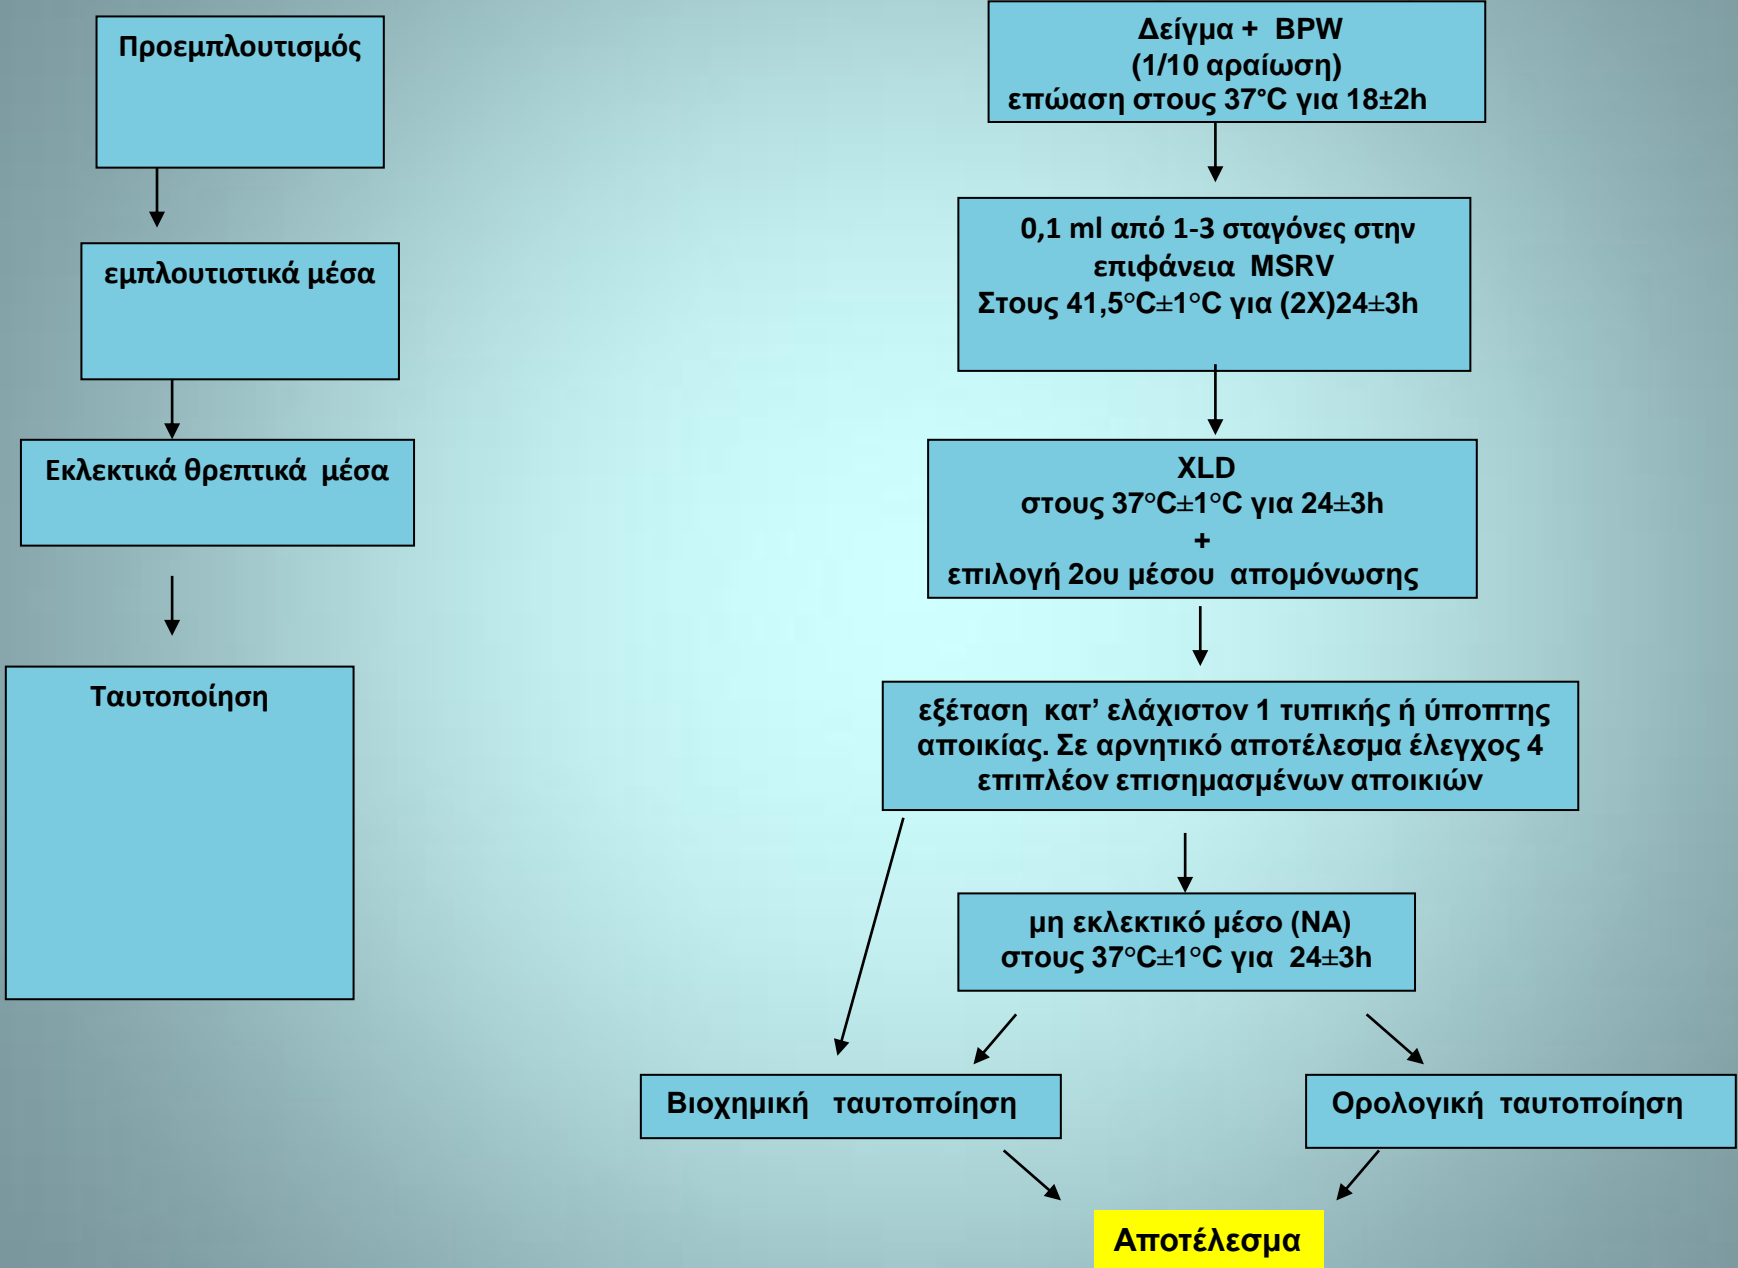 Προεμπλουτισμός
εμπλουτιστικά μέσα
Εκλεκτικά θρεπτικά μέσα
Ταυτοποίηση
Δείγμα + BPW
(1/10 αραίωση)
επώαση στους 37°C για 18±2h
0,1 ml από 1-3 σταγόνες στην
επιφάνεια MSRV
Στους 41,5°C±1°C για (2X)24±3h
XLD
στους 37°C±1°C για 24±3h
+
επιλογή 2ου μέσου απομόνωσης
εξέταση κατ’ ελάχιστον 1 τυπικής ή ύποπτης
αποικίας. Σε αρνητικό αποτέλεσμα έλεγχος 4
επιπλέον επισημασμένων αποικιών
μη εκλεκτικό μέσο (NA)
στους 37°C±1°C για 24±3h
Βιοχημική ταυτοποίηση
Ορολογική ταυτοποίηση
Αποτέλεσμα